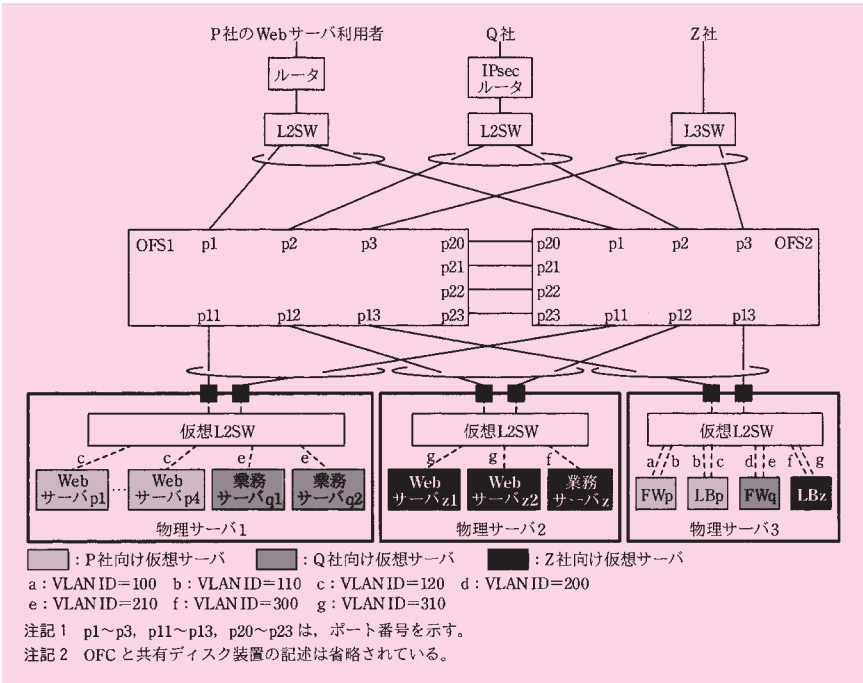 P社のWebサーバ利用者
Q社
Z社
ルータ
IPsec
ルータ
L2SW
L2SW
L3SW
OFS1
p1
p2
p3
p20
p21
p22
p23
p11
p12
p13
p20
p21
p22
p23
p1
p2
p3
OFS2
p11
p12
p13
仮想L2SW
c
c
e
e
Web
サーバp1
…
Web
サーバp4
業務
サーバq1
業務
サーバq2
物理サーバ1
仮想L2SW
g
g
f
Web
サーバz1
Web
サーバz2
業務
サーバz
物理サーバ2
仮想L2SW
a
b
b
c
d
e
f
g
FWp
LBp
FWq
LBz
物理サーバ3
:P社向け仮想サーバ
:Q社向け仮想サーバ
:Z社向け仮想サーバ
a:VLAN ID=100 b:VLAN ID=110 c:VLAN ID=120 d:VLAN ID=200
e:VLAN ID=210 f:VLAN ID=300 g:VLAN ID=310
注記1 p1〜p3，p11〜p13，p20〜p23は，ポート番号を示す。
注記2 OFCと共有ディスク装置の記述は省略されている。